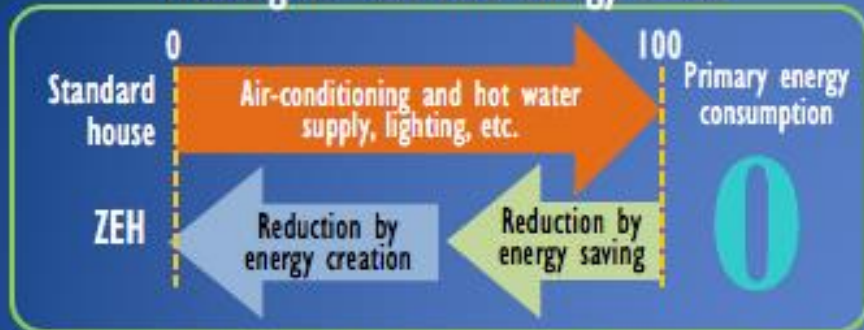 0
100
Standard
house
Air-conditioning and hot water
supply, lighting, etc.
Primary energy
consumption
ZEH
Reduction by
energy creation
Reduction by
energy saving
0